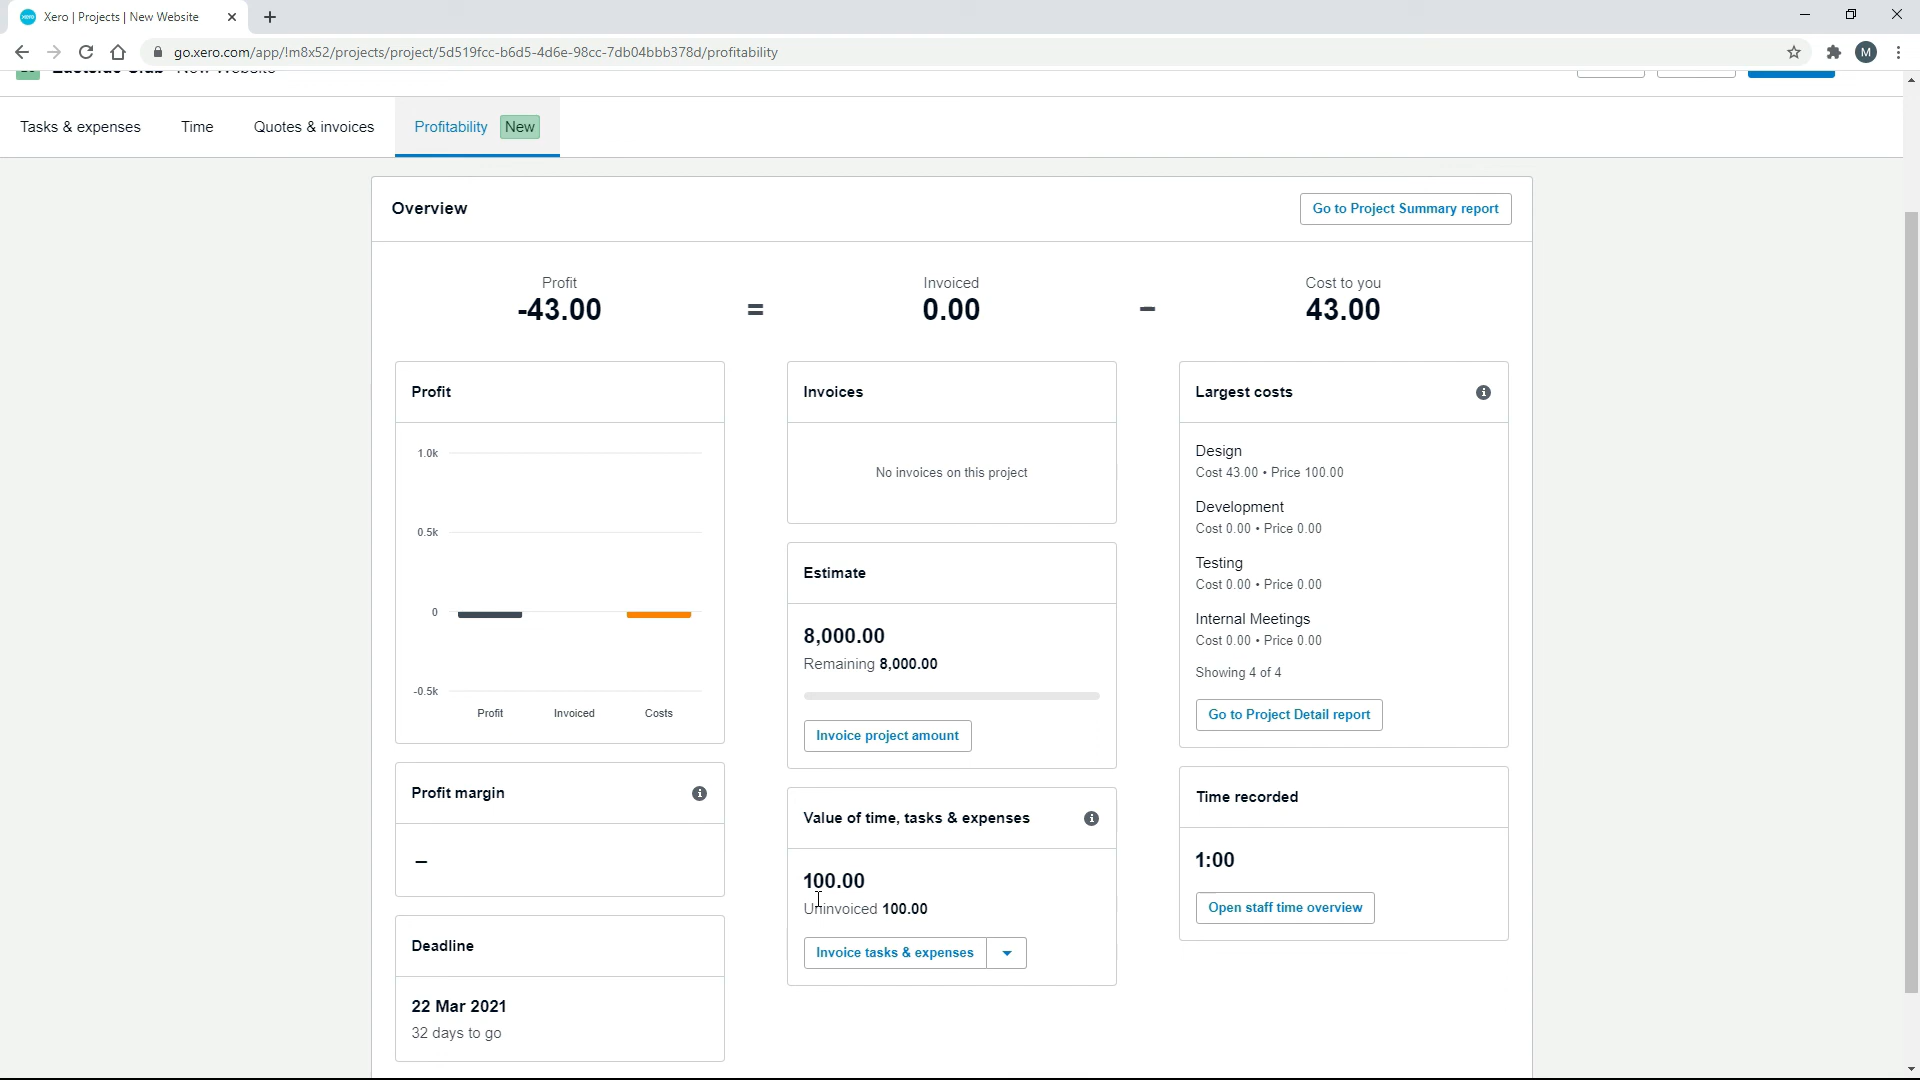 Xero | Projects | New Website
go.xero.com/app/!m8x52/projects/project/5d519fcc-b6d5-4d6e-98cc-7db04bbb378d/profitability
M
Tasks & expenses
Time
Quotes & invoices
Profitability New
Overview
Go to Project Summary report
Profit
-43.00
=
Invoiced
0.00
-
Cost to you
43.00
Profit
1.0k
0.5k
0
-0.5k
Profit Invoiced Costs
Profit margin
–
Deadline
22 Mar 2021
32 days to go
Invoices
No invoices on this project
Estimate
8,000.00
Remaining 8,000.00
Invoice project amount
Value of time, tasks & expenses
100.00
Uninvoiced 100.00
Invoice tasks & expenses
Largest costs
Design
Cost 43.00 • Price 100.00
Development
Cost 0.00 • Price 0.00
Testing
Cost 0.00 • Price 0.00
Internal Meetings
Cost 0.00 • Price 0.00
Showing 4 of 4
Go to Project Detail report
Time recorded
1:00
Open staff time overview